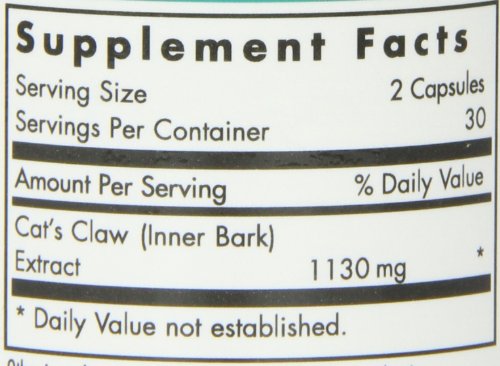 Supplement Facts
Serving Size 2 Capsules
Servings Per Container 30
Amount Per Serving % Daily Value
Cat's Claw (Inner Bark)
Extract 1130 mg *
* Daily Value not established.